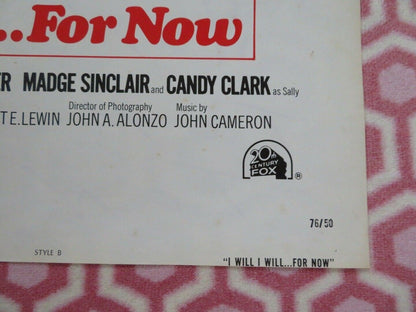 ...For Now
ER MADGE SINCLAIR and CANDY CLARK as Sally
Director of Photography Music by
T E. LEWIN JOHN A. ALONZO JOHN CAMERON
20th
CENTURY
FOX
®
76/50
STYLE B
"I WILL I WILL...FOR NOW"